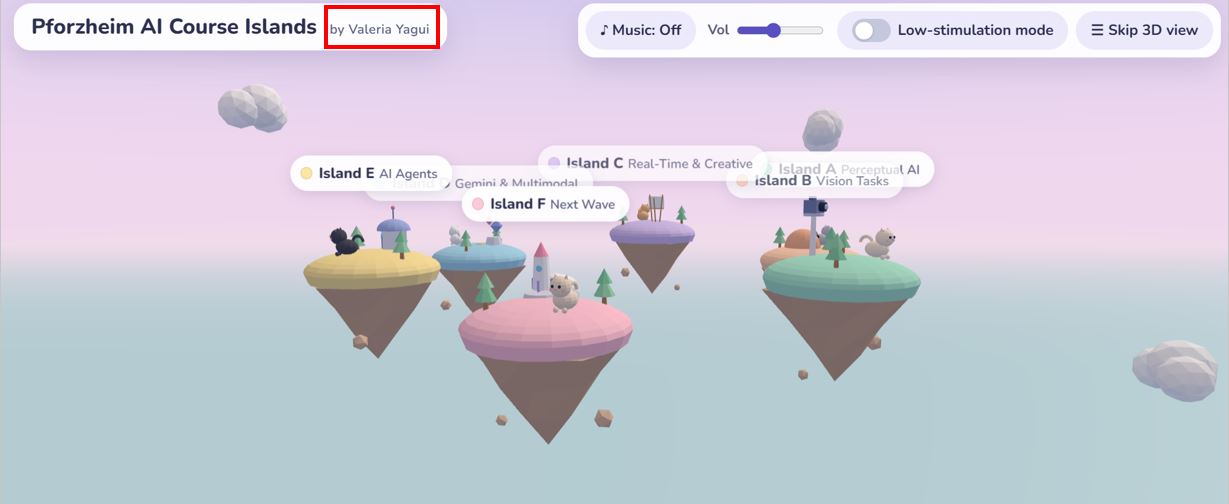 Pforzheim AI Course Islands by Valeria Yagui
♪ Music: Off
Vol
Low-stimulation mode
☰ Skip 3D view
Island E AI Agents
Gemini & Multimodal
Island C Real-Time & Creative
Island A Perceptual AI
Island B Vision Tasks
Island F Next Wave